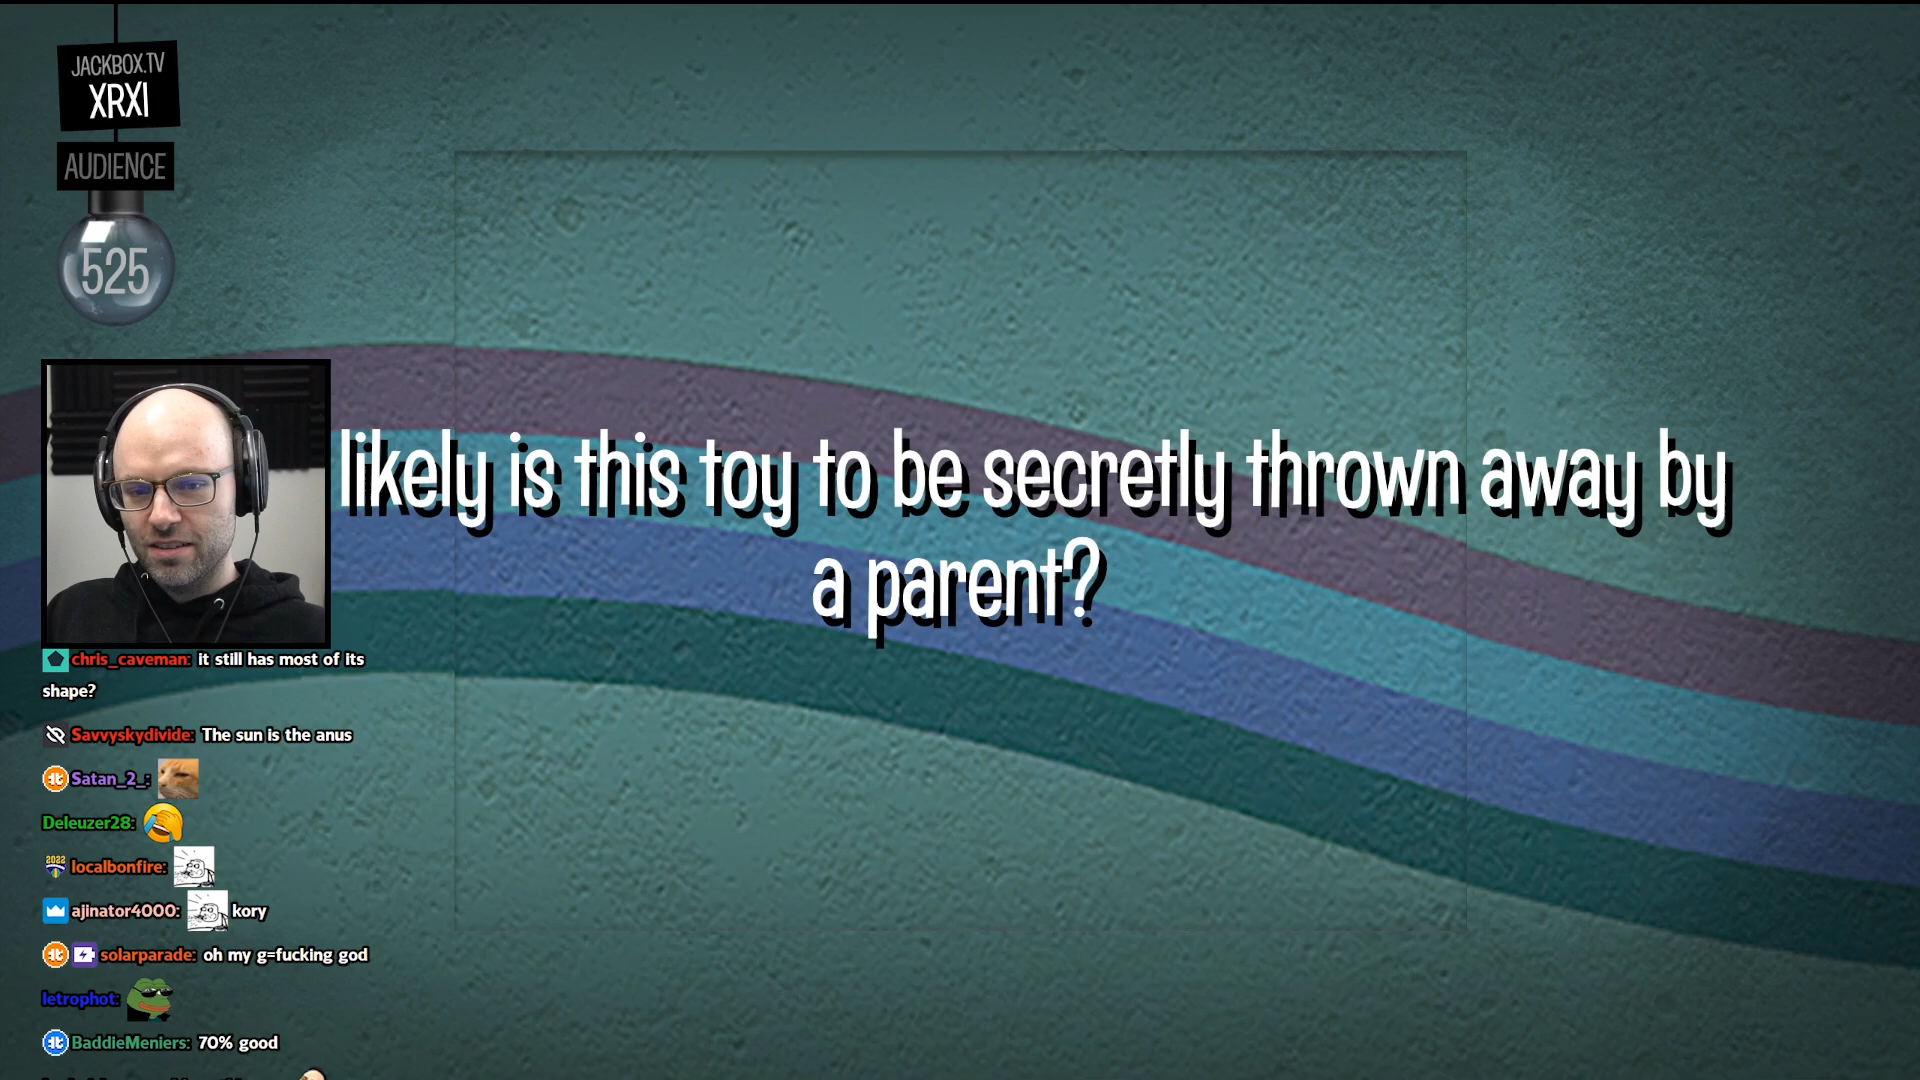 JACKBOX.TV
XRXI
AUDIENCE
525
likely is this toy to be secretly thrown away by
a parent?
chris_caveman: it still has most of its
shape?
Savvyskydivide: The sun is the anus
Satan_2_:
Deleuzer28:
2022 localbonfire:
ajinator4000: kory
solarparade: oh my g=fucking god
letrophot:
BaddieMeniers: 70% good